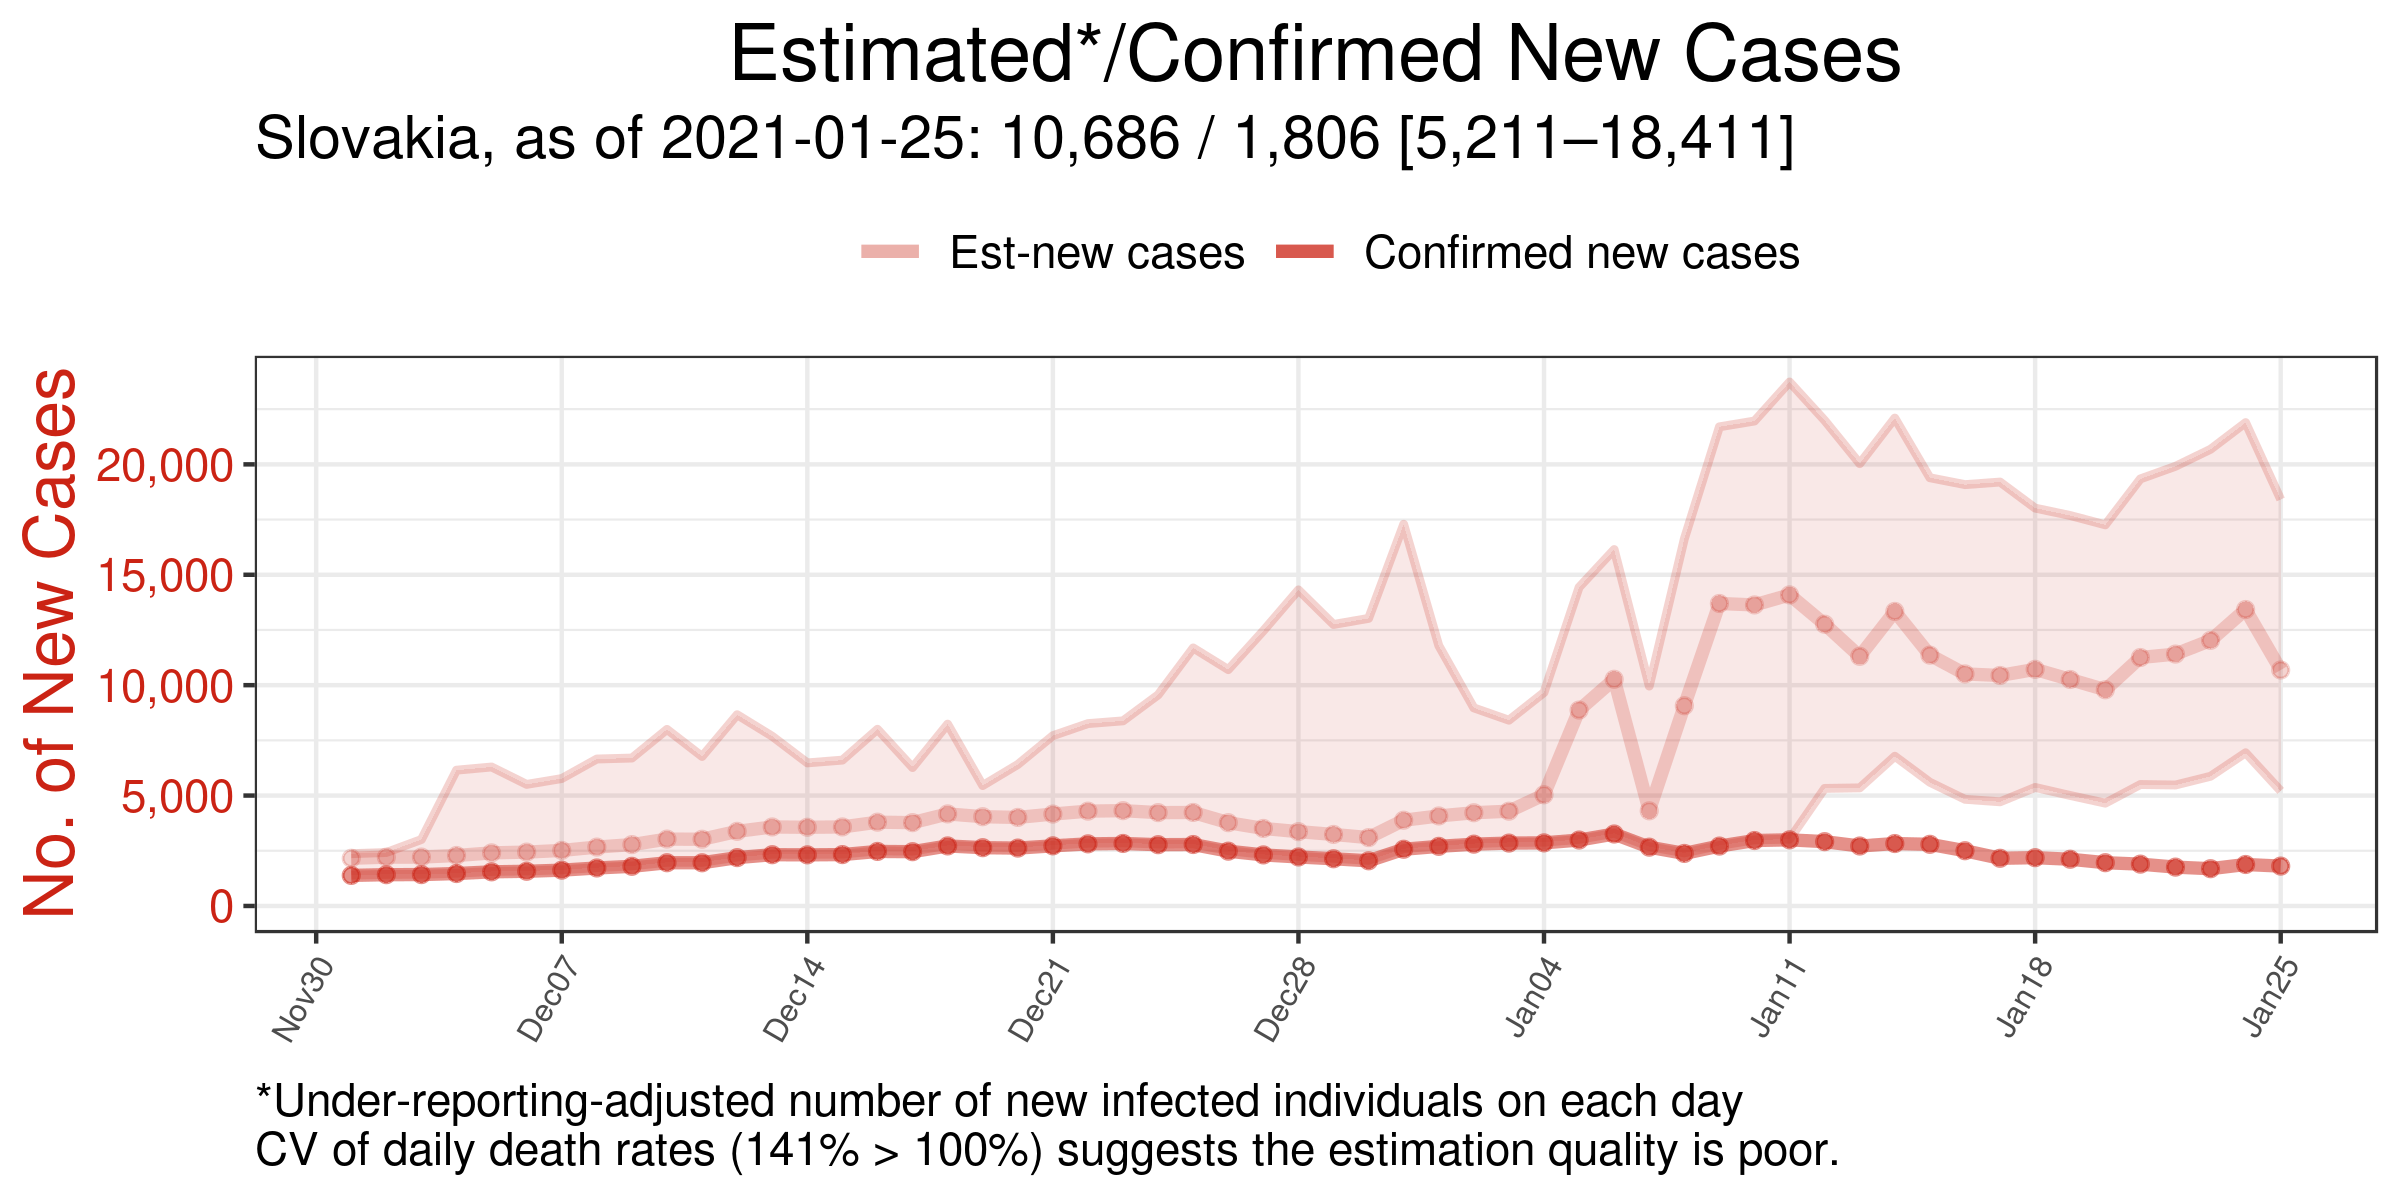 Estimated*/Confirmed New Cases
Slovakia, as of 2021-01-25: 10,686 / 1,806 [5,211–18,411]
Est-new cases
Confirmed new cases
No. of New Cases
20,000
15,000
10,000
5,000
0
Nov30
Dec07
Dec14
Dec21
Dec28
Jan04
Jan11
Jan18
Jan25
*Under-reporting-adjusted number of new infected individuals on each day
CV of daily death rates (141% > 100%) suggests the estimation quality is poor.